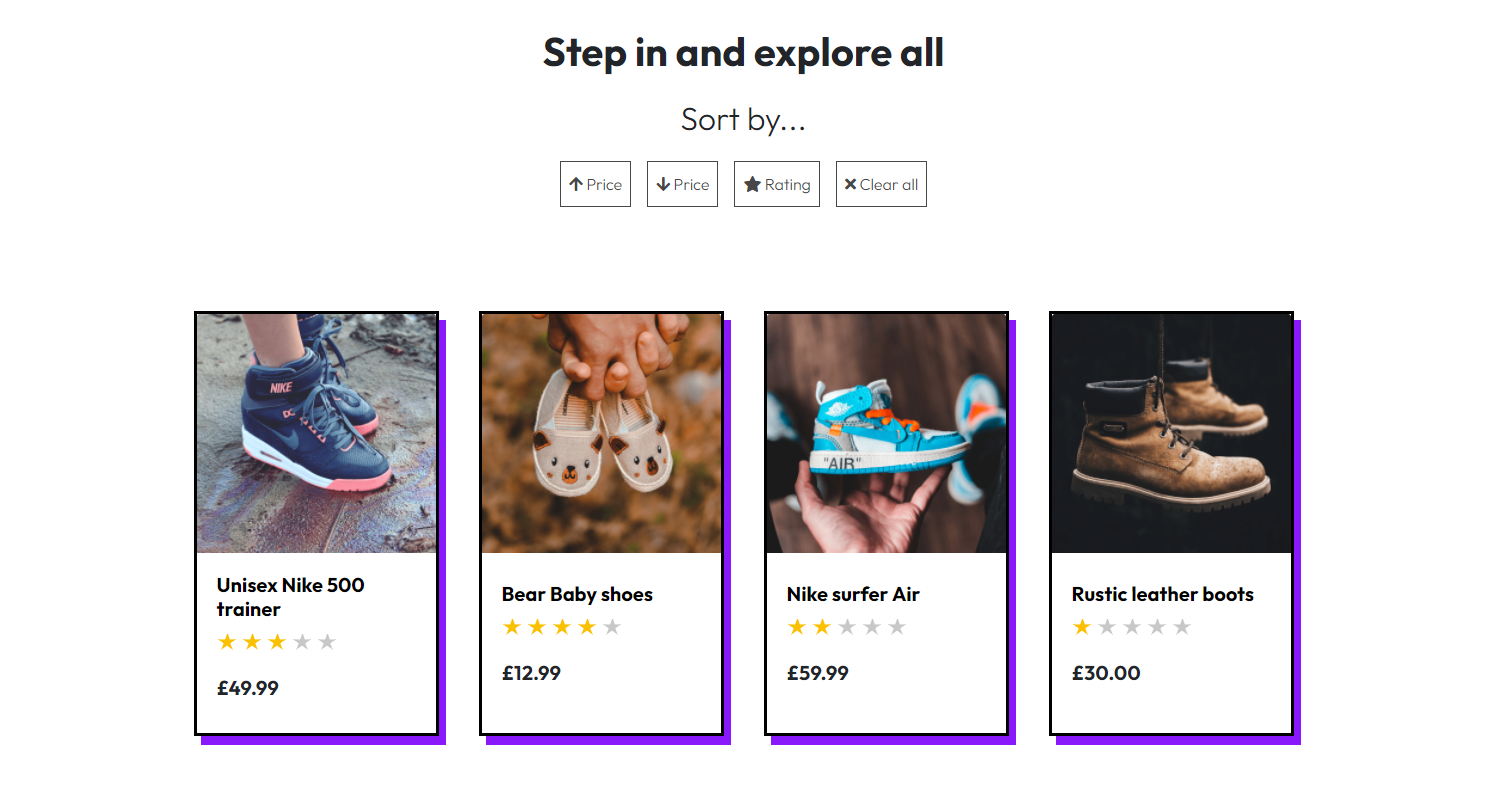 Step in and explore all
Sort by...
Price Price Rating Clear all
NIKE
"AIR"
Unisex Nike 500
trainer
£49.99
Bear Baby shoes
£12.99
Nike surfer Air
£59.99
Rustic leather boots
£30.00